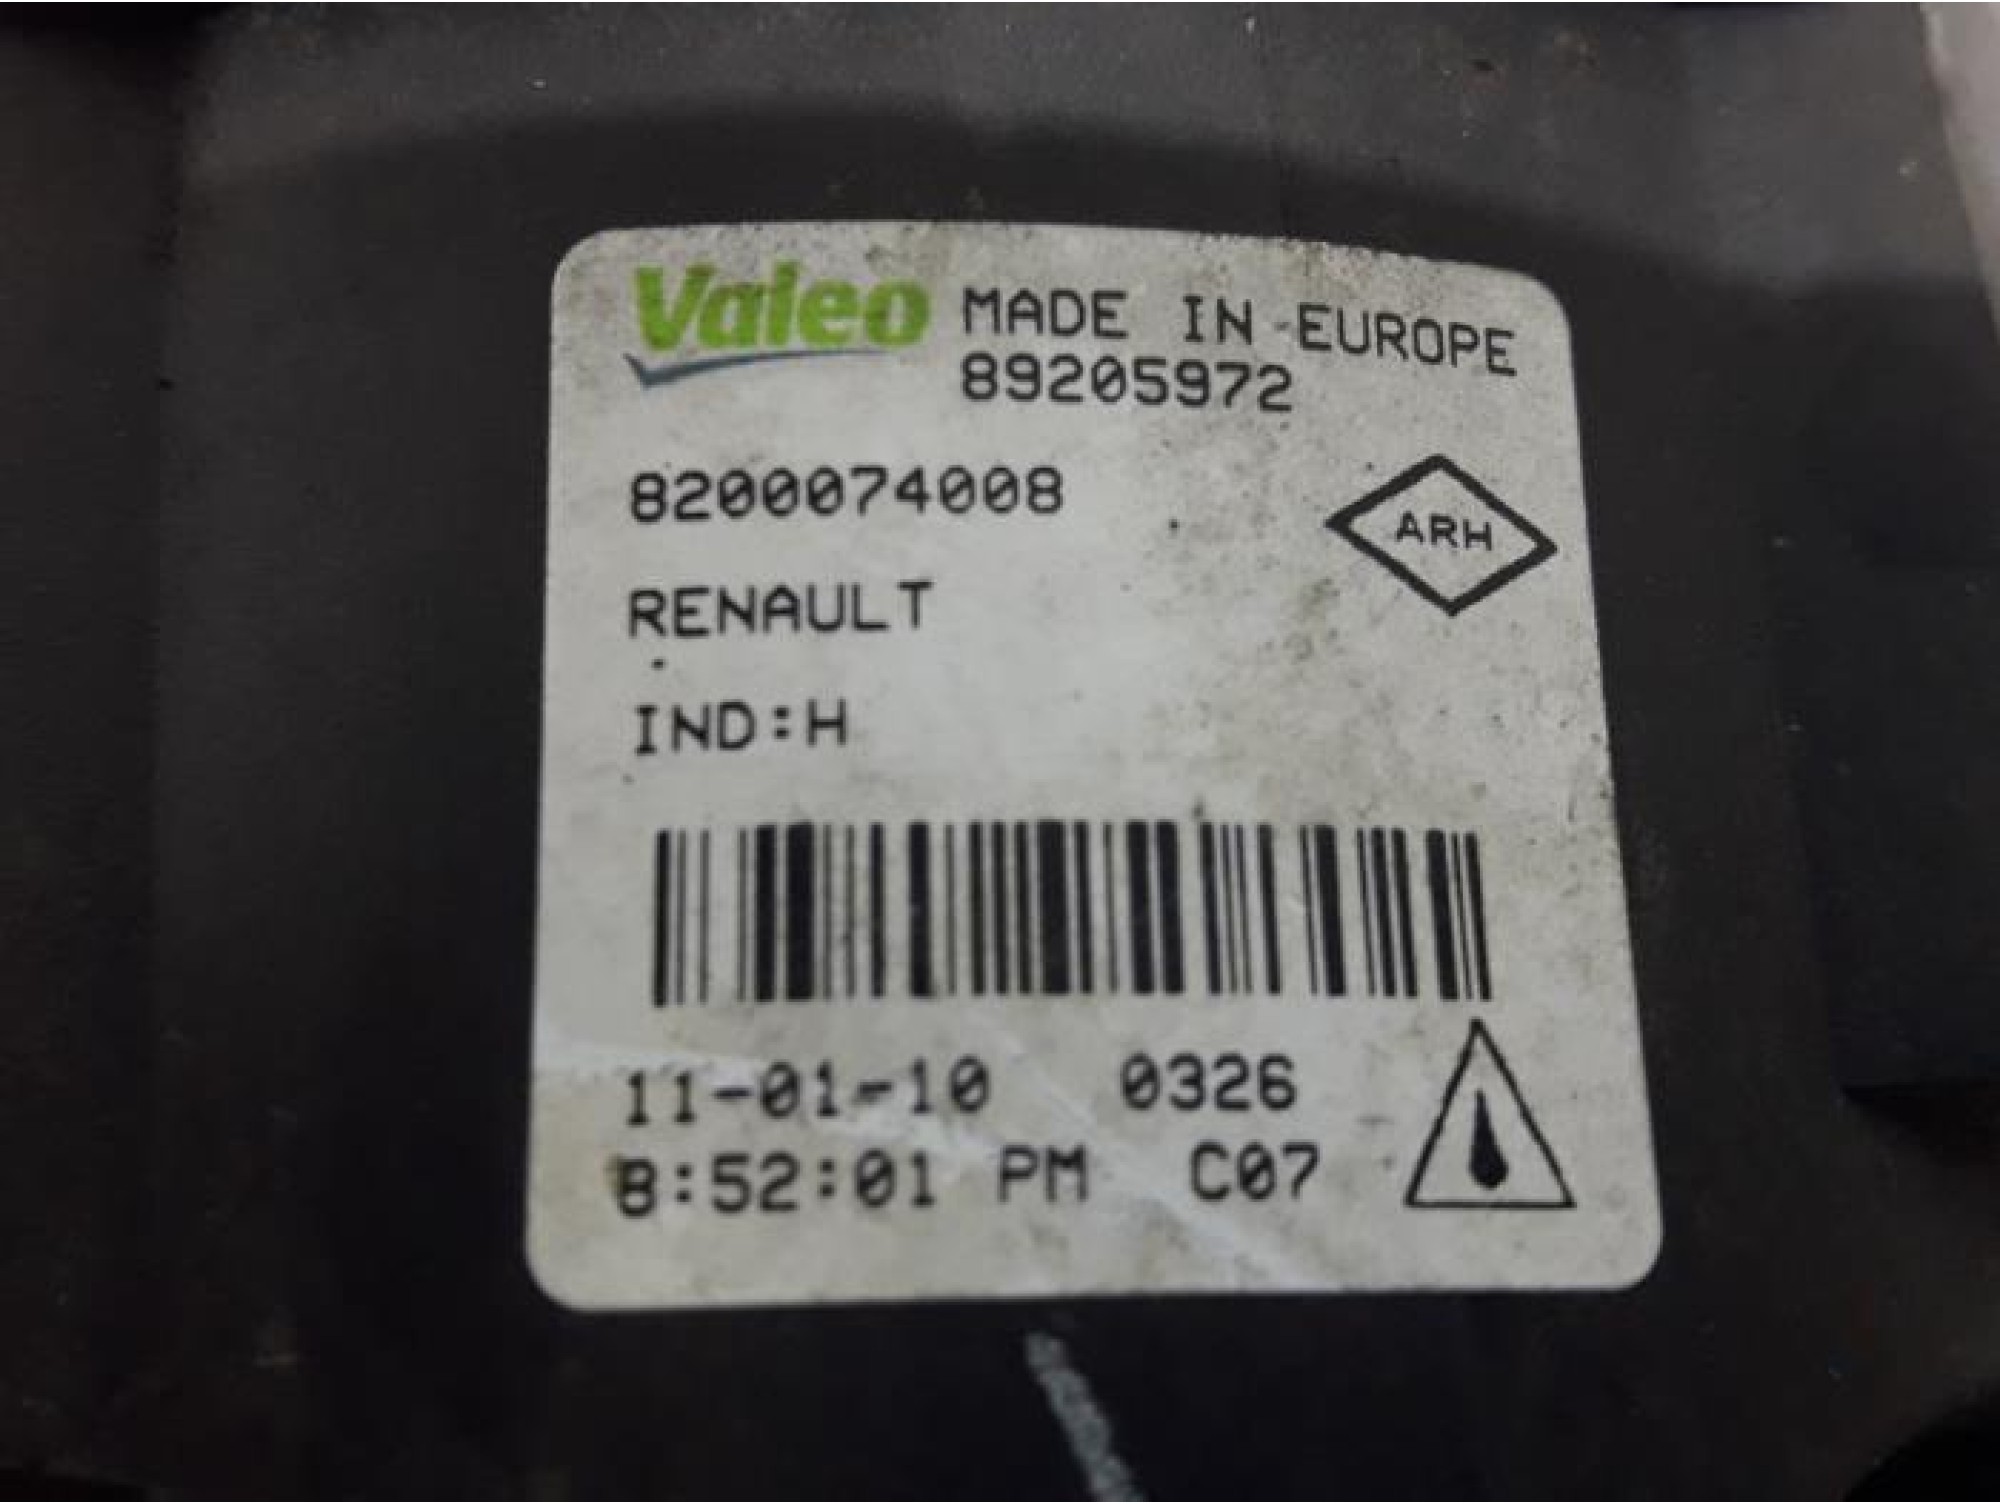 Valeo MADE IN EUROPE
89205972
8200074008
ARH
RENAULT
IND:H
11-01-10 0326
8:52:01 PM C07